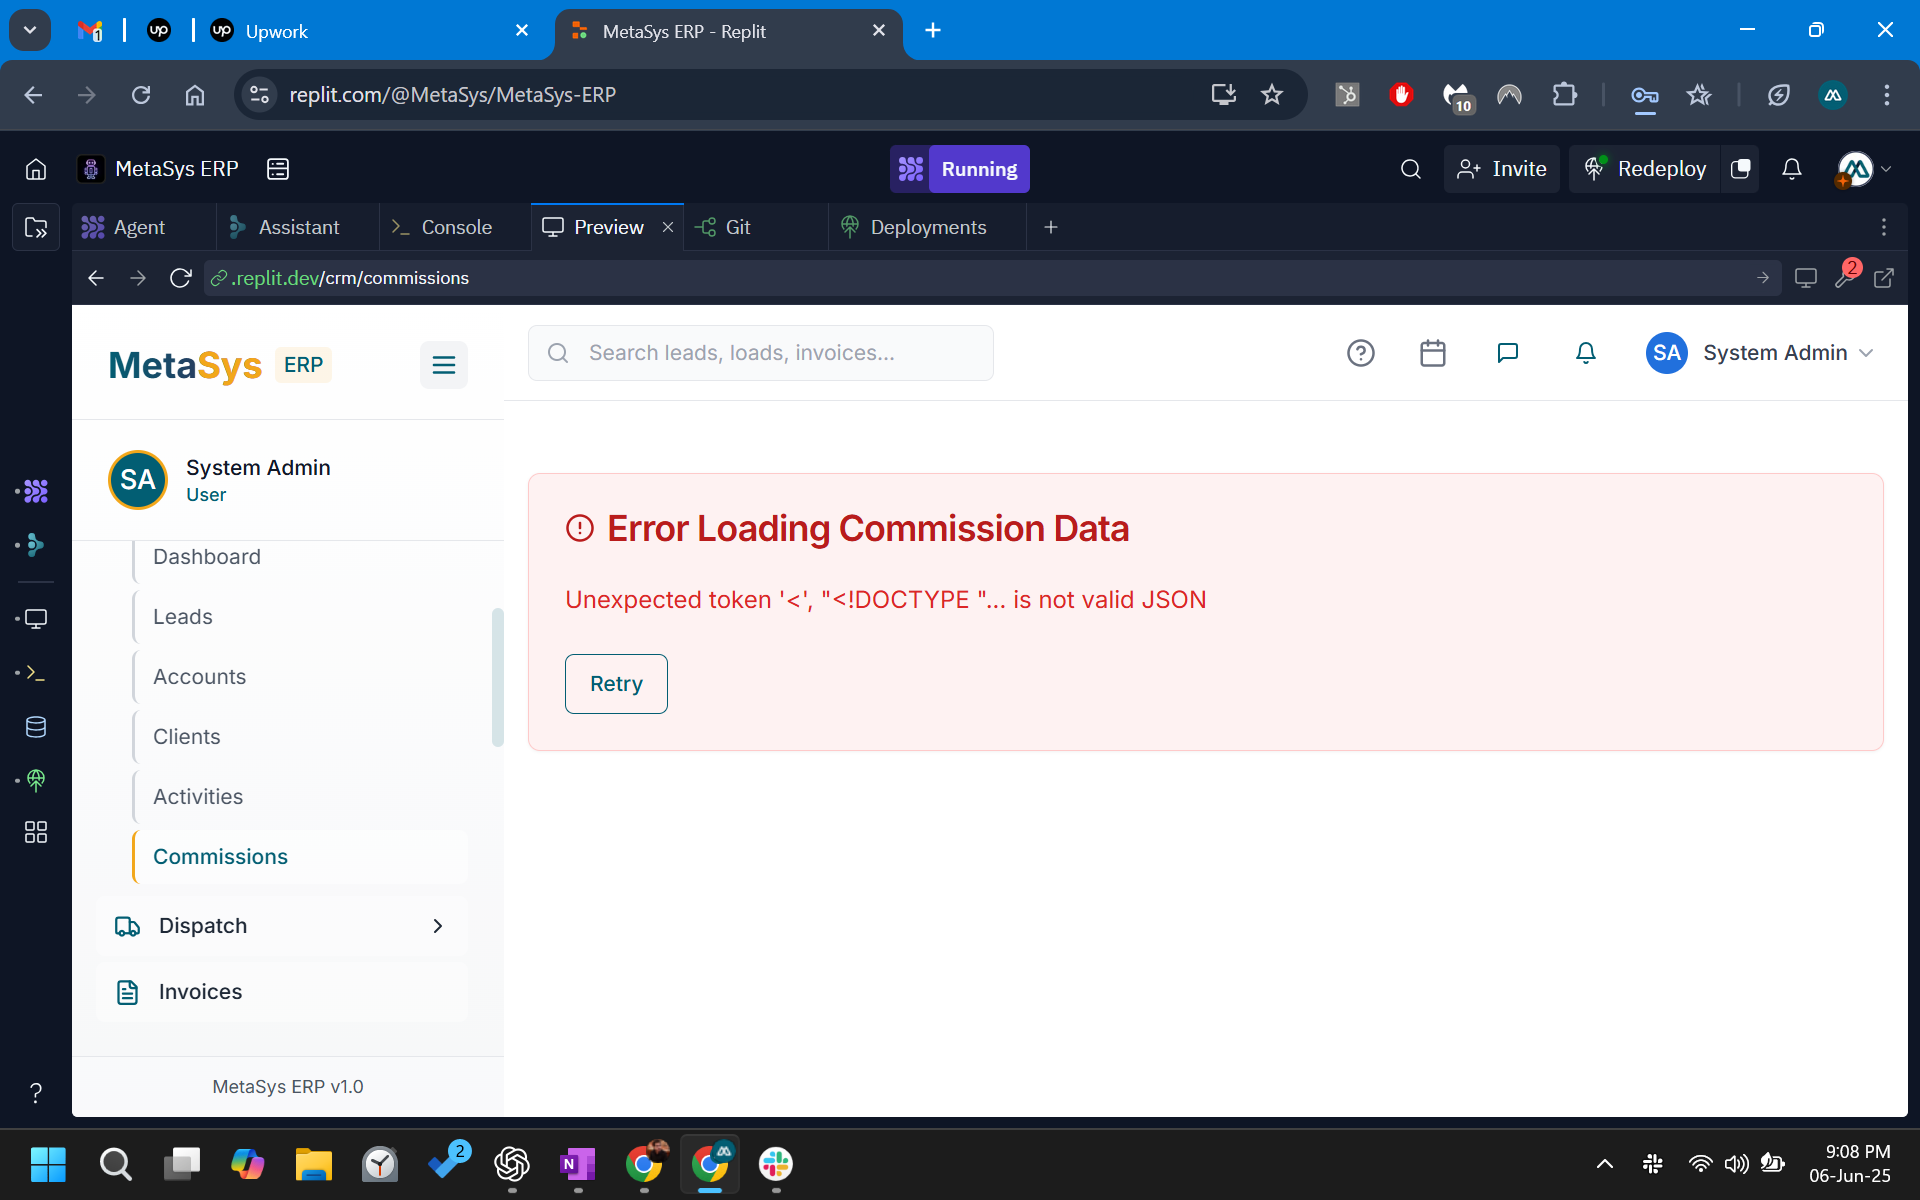 1
up
up Upwork
MetaSys ERP - Replit
replit.com/@MetaSys/MetaSys-ERP
10
MetaSys ERP
Running
Invite
Redeploy
Agent
Assistant
Console
Preview
Git
Deployments
.replit.dev/crm/commissions
2
MetaSys ERP
Search leads, loads, invoices...
SA System Admin
SA
System Admin
User
Dashboard
Leads
Accounts
Clients
Activities
Commissions
Dispatch
Invoices
MetaSys ERP v1.0
Error Loading Commission Data
Unexpected token '<', "<!DOCTYPE "... is not valid JSON
Retry
2
N
9:08 PM
06-Jun-25